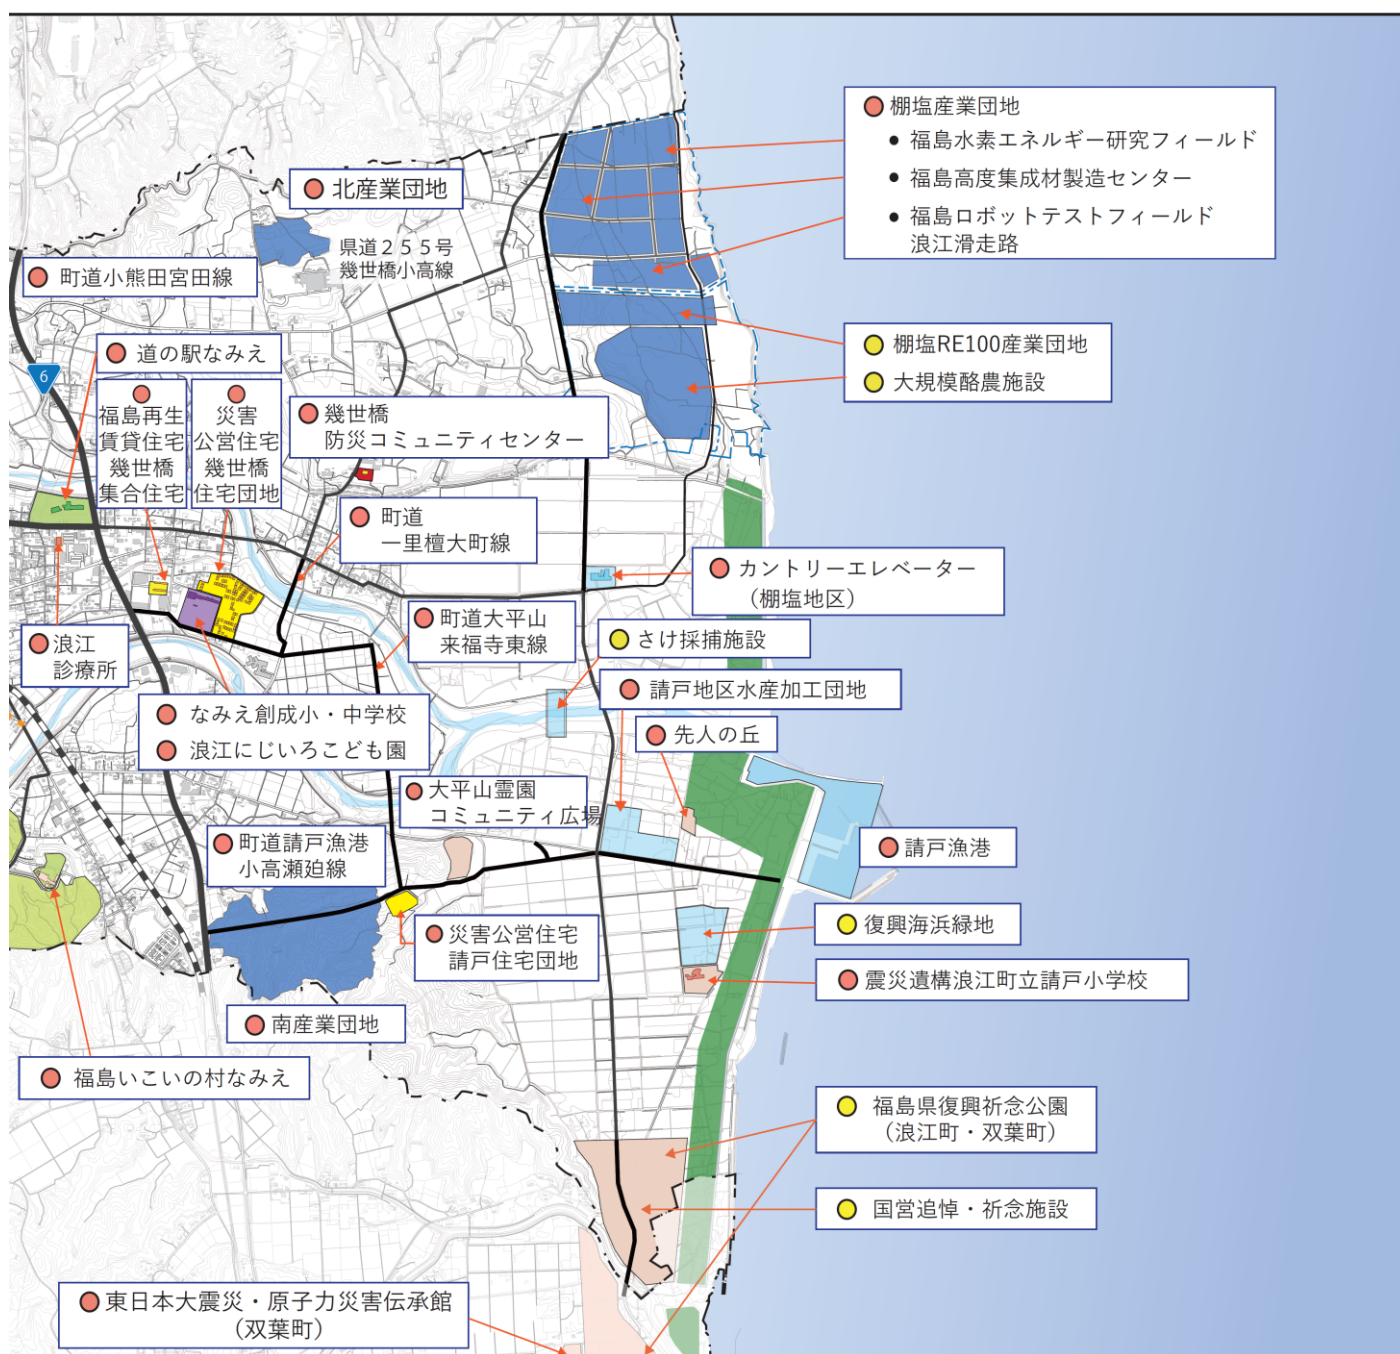 棚塩産業団地
• 福島水素エネルギー研究フィールド
• 福島高度集成材製造センター
• 福島ロボットテストフィールド
浪江滑走路
北産業団地
県道２５５号
幾世橋小高線
町道小熊田宮田線
6
道の駅なみえ
棚塩RE100産業団地
大規模酪農施設
福島再生
賃貸住宅
幾世橋
集合住宅
災害
公営住宅
幾世橋
住宅団地
幾世橋
防災コミュニティセンター
町道
一里檀大町線
カントリーエレベーター
（棚塩地区）
浪江
診療所
町道大平山
来福寺東線
さけ採捕施設
請戸地区水産加工団地
なみえ創成小・中学校
浪江にじいろこども園
先人の丘
大平山霊園
コミュニティ広場
町道請戸漁港
小高瀬廹線
請戸漁港
災害公営住宅
請戸住宅団地
復興海浜緑地
震災遺構浪江町立請戸小学校
南産業団地
福島いこいの村なみえ
福島県復興祈念公園
（浪江町・双葉町）
国営追悼・祈念施設
東日本大震災・原子力災害伝承館
（双葉町）